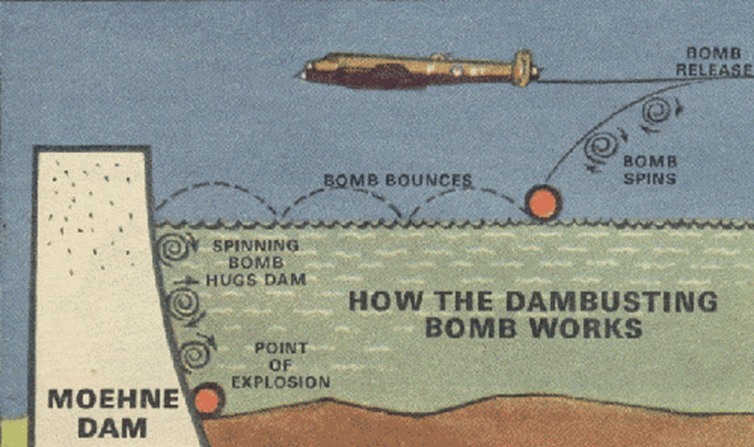 BOMB
RELEASE
BOMB
SPINS
BOMB BOUNCES
SPINNING
BOMB
HUGS DAM
HOW THE DAMBUSTING
BOMB WORKS
POINT
OF
EXPLOSION
MOEHNE
DAM